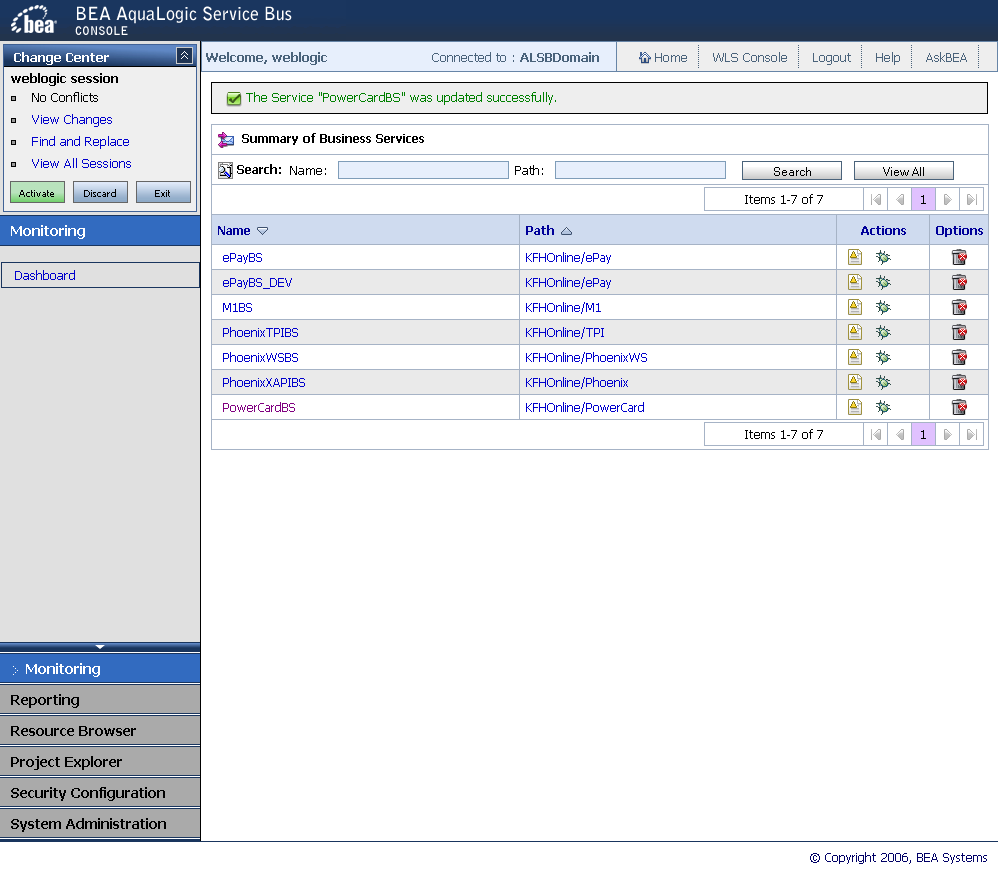 bea
BEA AquaLogic Service Bus
CONSOLE
Change Center
weblogic session
No Conflicts
View Changes
Find and Replace
View All Sessions
Activate Discard Exit
Monitoring
Dashboard
Monitoring
Reporting
Resource Browser
Project Explorer
Security Configuration
System Administration
Welcome, weblogic Connected to : ALSBDomain Home WLS Console Logout Help AskBEA
The Service "PowerCardBS" was updated successfully.
Summary of Business Services
Search: Name: Path: Search View All
Items 1-7 of 7 1
Name Path Actions Options
ePayBS KFHOnline/ePay
ePayBS_DEV KFHOnline/ePay
M1BS KFHOnline/M1
PhoenixTPIBS KFHOnline/TPI
PhoenixWSBS KFHOnline/PhoenixWS
PhoenixXAPIBS KFHOnline/Phoenix
PowerCardBS KFHOnline/PowerCard
Items 1-7 of 7 1
© Copyright 2006, BEA Systems